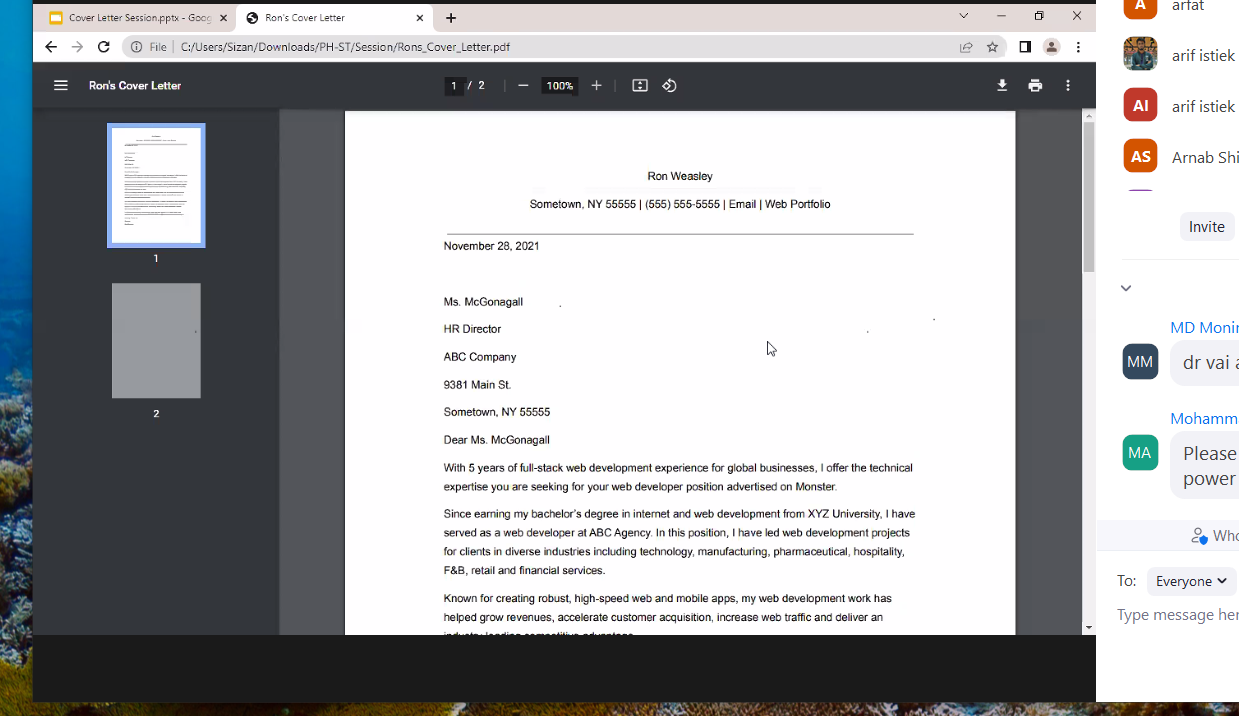 Cover Letter Session.pptx - Goog
Ron's Cover Letter
File
C:/Users/Sizan/Downloads/PH-ST/Session/Rons_Cover_Letter.pdf
Ron's Cover Letter
1 / 2
100%
1
2
Ron Weasley
Sometown, NY 55555 | (555) 555-5555 | Email | Web Portfolio
November 28, 2021
Ms. McGonagall
HR Director
ABC Company
9381 Main St.
Sometown, NY 55555
Dear Ms. McGonagall
With 5 years of full-stack web development experience for global businesses, I offer the technical
expertise you are seeking for your web developer position advertised on Monster.
Since earning my bachelor's degree in internet and web development from XYZ University, I have
served as a web developer at ABC Agency. In this position, I have led web development projects
for clients in diverse industries including technology, manufacturing, pharmaceutical, hospitality,
F&B, retail and financial services.
Known for creating robust, high-speed web and mobile apps, my web development work has
helped grow revenues, accelerate customer acquisition, increase web traffic and deliver an
industry-leading competitive advantage.
A
arfat
arif istiek
AI
arif istiek
AS
Arnab Shi
Invite
MD Monir
MM
dr vai a
Mohamm
MA
Please
power
Who
To: Everyone
Type message her